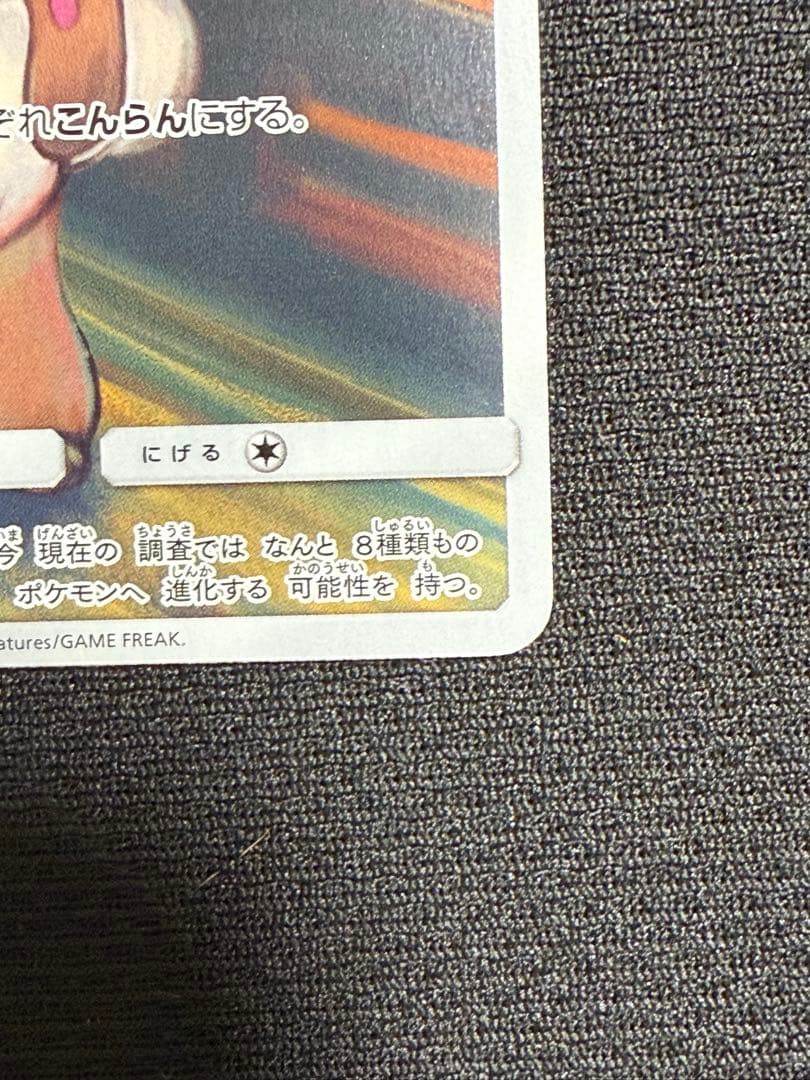 ぞれこんらんにする。
にげる
今 現在の 調査では なんと 8種類もの
ポケモンへ 進化する 可能性を 持つ。
atures/GAME FREAK.